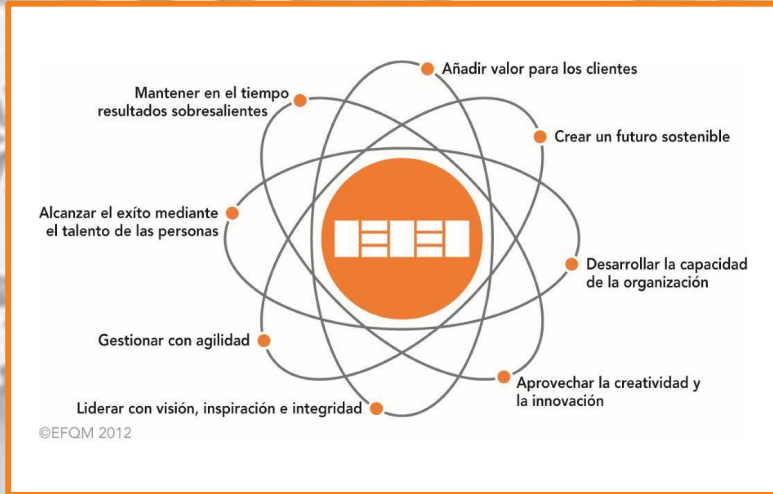 Añadir valor para los clientes
Crear un futuro sostenible
Desarrollar la capacidad
de la organización
Aprovechar la creatividad y
la innovación
Liderar con visión, inspiración e integridad
Gestionar con agilidad
Alcanzar el exíto mediante
el talento de las personas
Mantener en el tiempo
resultados sobresalientes
©EFQM 2012